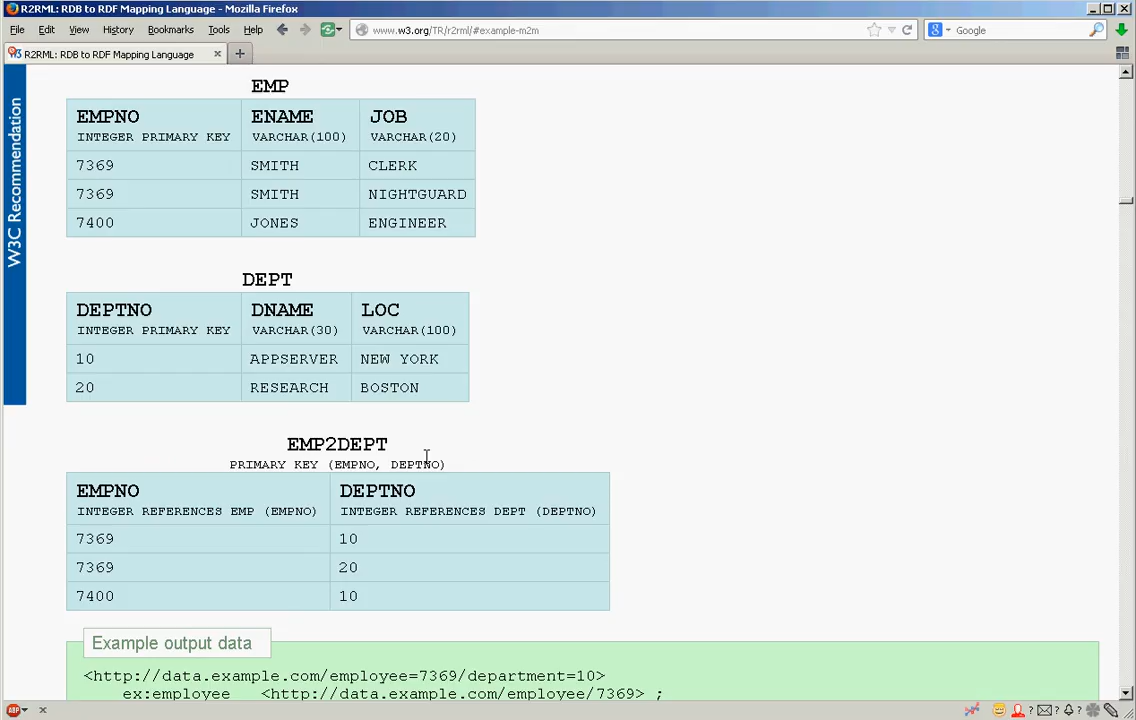 R2RML: RDB to RDF Mapping Language - Mozilla Firefox
File Edit View History Bookmarks Tools Help
www.w3.org/TR/r2rml/#example-m2m
Google
R2RML: RDB to RDF Mapping Language
W3C Recommendation
EMP
EMPNO ENAME JOB
INTEGER PRIMARY KEY VARCHAR(100) VARCHAR(20)
7369 SMITH CLERK
7369 SMITH NIGHTGUARD
7400 JONES ENGINEER
DEPT
DEPTNO DNAME LOC
INTEGER PRIMARY KEY VARCHAR(30) VARCHAR(100)
10 APPSERVER NEW YORK
20 RESEARCH BOSTON
EMP2DEPT
PRIMARY KEY (EMPNO, DEPTNO)
EMPNO DEPTNO
INTEGER REFERENCES EMP (EMPNO) INTEGER REFERENCES DEPT (DEPTNO)
7369 10
7369 20
7400 10
Example output data
<http://data.example.com/employee=7369/department=10>
ex:employee <http://data.example.com/employee/7369> ;
ABP ? ? ?